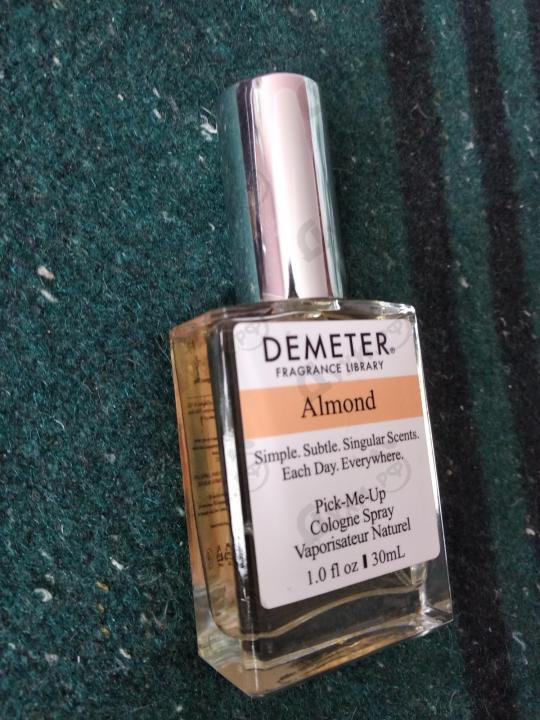 DEMETER®
FRAGRANCE LIBRARY
Almond
Simple. Subtle. Singular Scents.
Each Day. Everywhere.
Pick-Me-Up
Cologne Spray
Vaporisateur Naturel
1.0 fl oz | 30mL